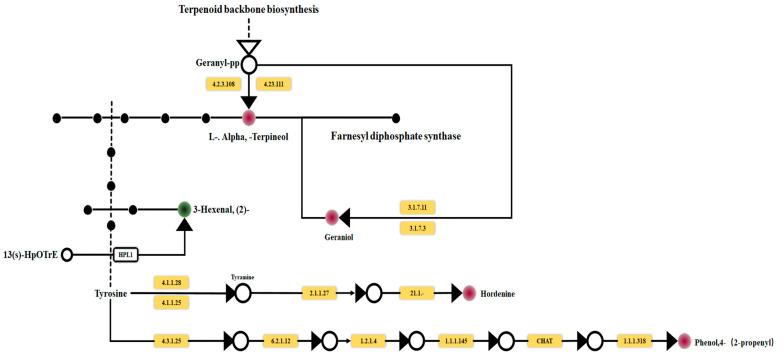 Terpenoid backbone biosynthesis
Geranyl-pp
4.2.3.108 4.23.111
L-. Alpha, -Terpineol Farnesyl diphosphate synthase
3-Hexenal, (2)-
3.1.7.11
3.1.7.3
Geraniol
13(s)-HpOTrE HPL1
Tyrosine 4.1.1.28 Tyramine
4.1.1.25 2.1.1.27 21.1.- Hordenine
4.3.1.25 6.2.1.12 1.2.1.4 1.1.1.145 CHAT 1.1.1.318 Phenol,4- (2-propenyl)